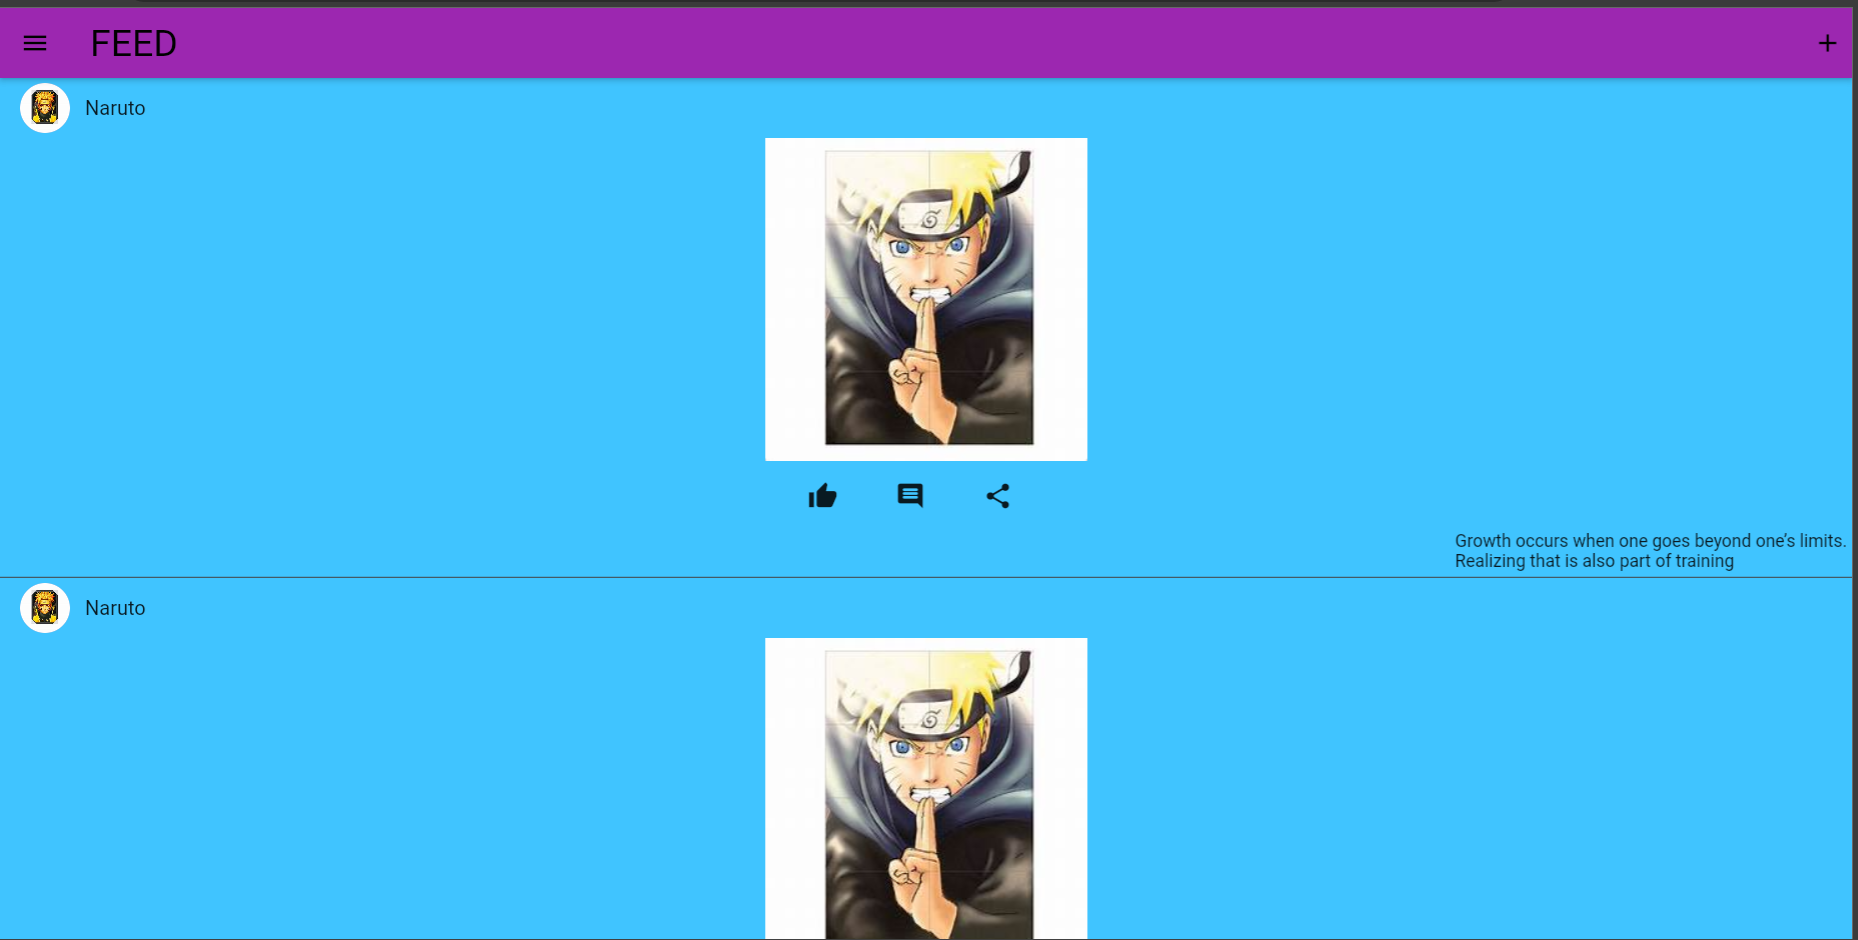 FEED
Naruto
Growth occurs when one goes beyond one’s limits.
Realizing that is also part of training
Naruto